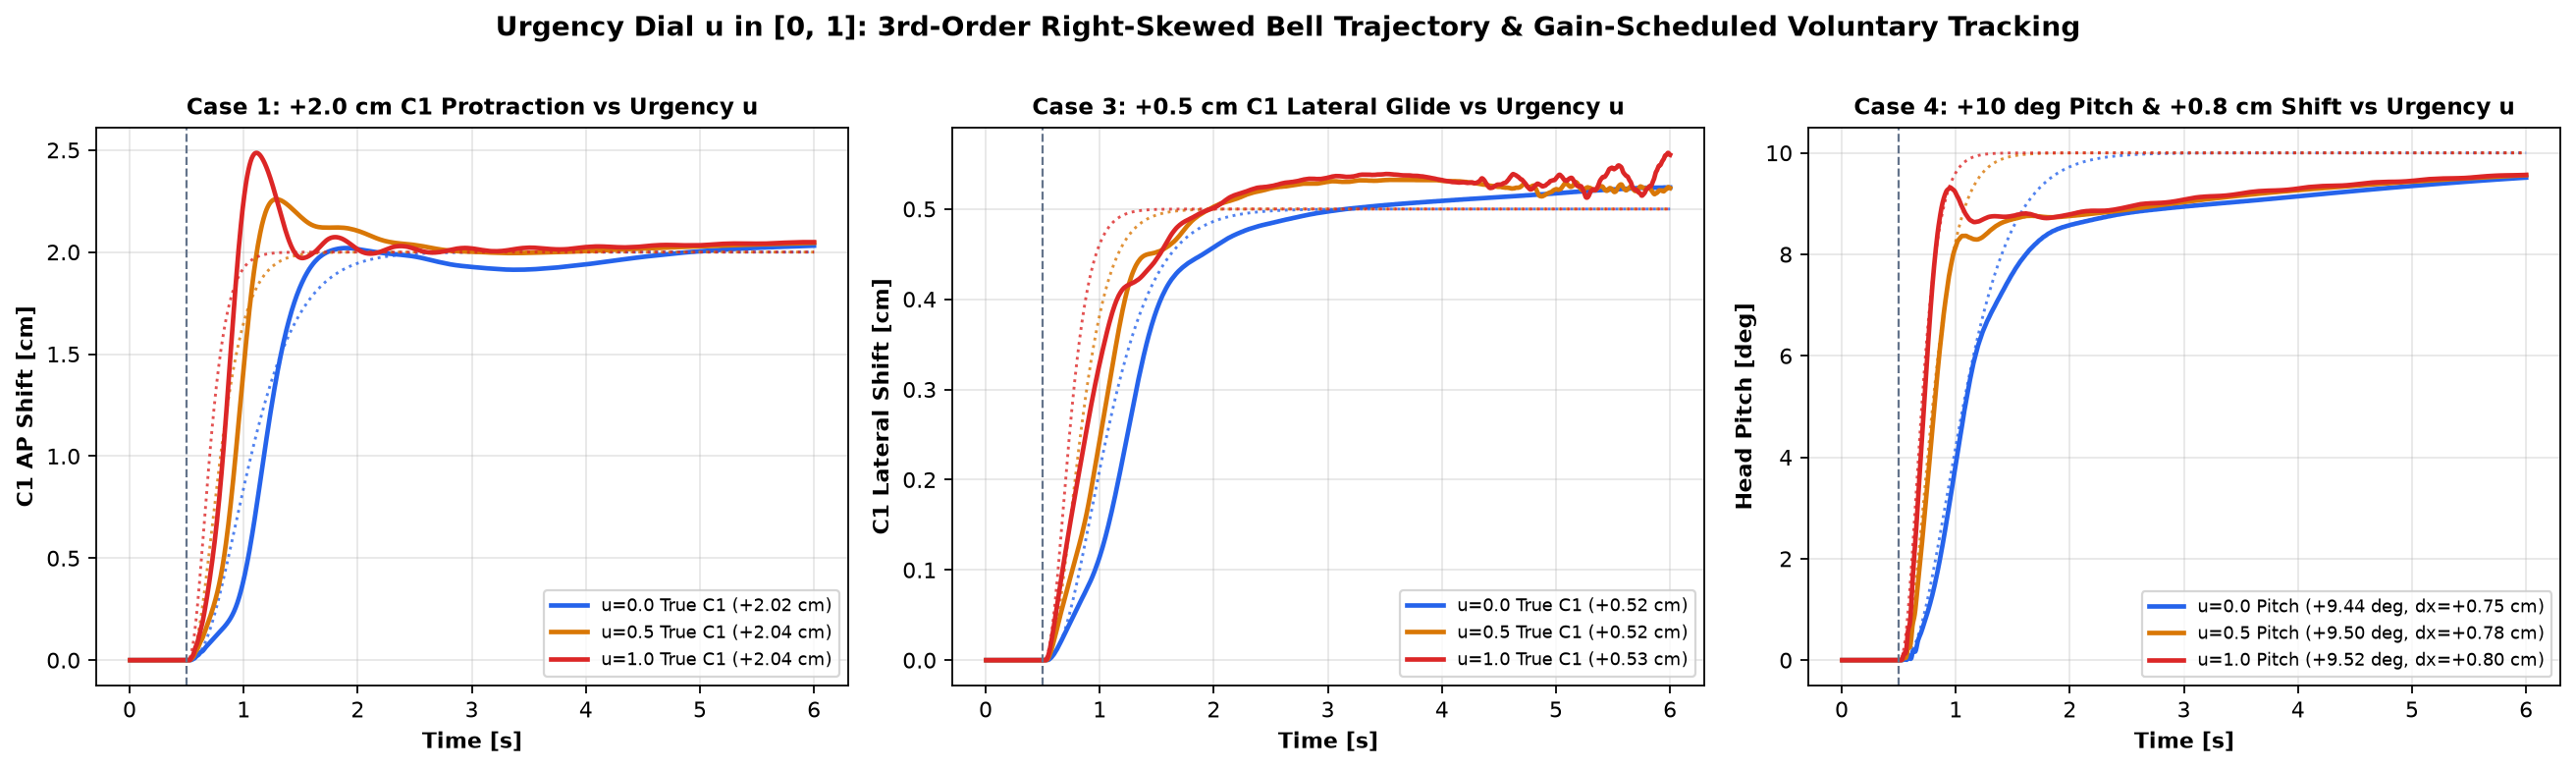 Urgency Dial u in [0, 1]: 3rd-Order Right-Skewed Bell Trajectory & Gain-Scheduled Voluntary Tracking
Case 1: +2.0 cm C1 Protraction vs Urgency u
C1 AP Shift [cm]
2.5
2.0
1.5
1.0
0.5
0.0
0 1 2 3 4 5 6
Time [s]
u=0.0 True C1 (+2.02 cm)
u=0.5 True C1 (+2.04 cm)
u=1.0 True C1 (+2.04 cm)
Case 3: +0.5 cm C1 Lateral Glide vs Urgency u
C1 Lateral Shift [cm]
0.5
0.4
0.3
0.2
0.1
0.0
0 1 2 3 4 5 6
Time [s]
u=0.0 True C1 (+0.52 cm)
u=0.5 True C1 (+0.52 cm)
u=1.0 True C1 (+0.53 cm)
Case 4: +10 deg Pitch & +0.8 cm Shift vs Urgency u
Head Pitch [deg]
10
8
6
4
2
0
0 1 2 3 4 5 6
Time [s]
u=0.0 Pitch (+9.44 deg, dx=+0.75 cm)
u=0.5 Pitch (+9.50 deg, dx=+0.78 cm)
u=1.0 Pitch (+9.52 deg, dx=+0.80 cm)